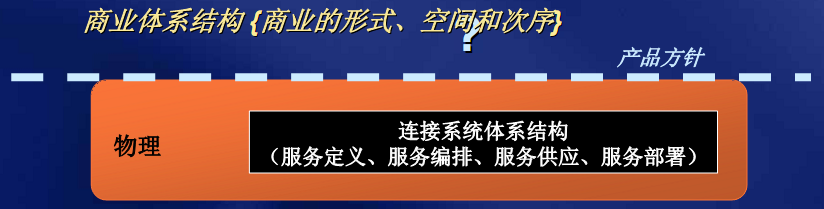 商业体系结构 {商业的形式、空间和次序}
?
产品方针
物理
连接系统体系结构
（服务定义、服务编排、服务供应、服务部署）